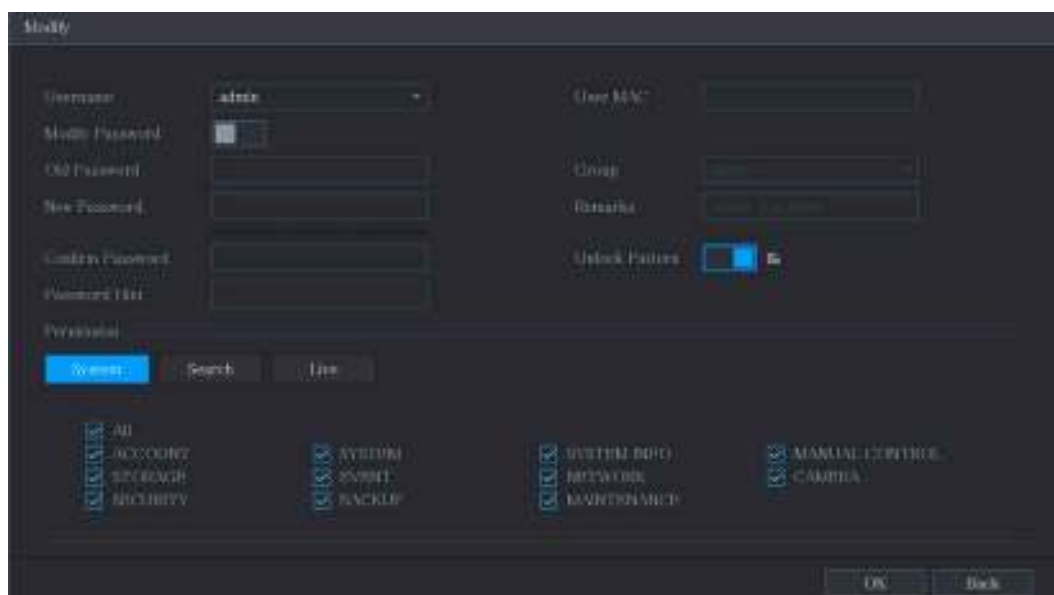 Modify
Username admin User MAC
Modify Password
Old Password Group
New Password Remarks
Confirm Password Unlock Pattern
Password Hint
Permission
System Search Live
All
ACCOUNT SYSTEM SYSTEM INFO MANUAL CONTROL
STORAGE EVENT NETWORK CAMERA
SECURITY BACKUP MAINTENANCE
OK Back